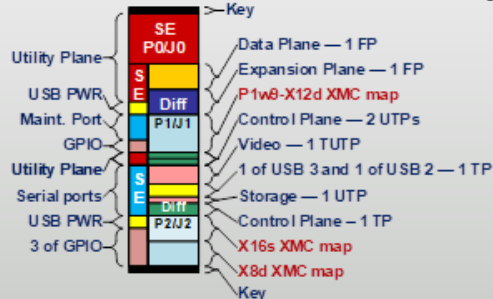 Key
SE
P0/J0
Utility Plane
Data Plane — 1 FP
Expansion Plane — 1 FP
S
E
USB PWR
Diff
P1w9-X12d XMC map
Maint. Port
P1/J1
Control Plane — 2 UTPs
GPIO
Video — 1 TUTP
Utility Plane
1 of USB 3 and 1 of USB 2 — 1 TP
S
E
Serial ports
Storage — 1 UTP
Diff
USB PWR
P2/J2
Control Plane – 1 TP
3 of GPIO
X16s XMC map
X8d XMC map
Key